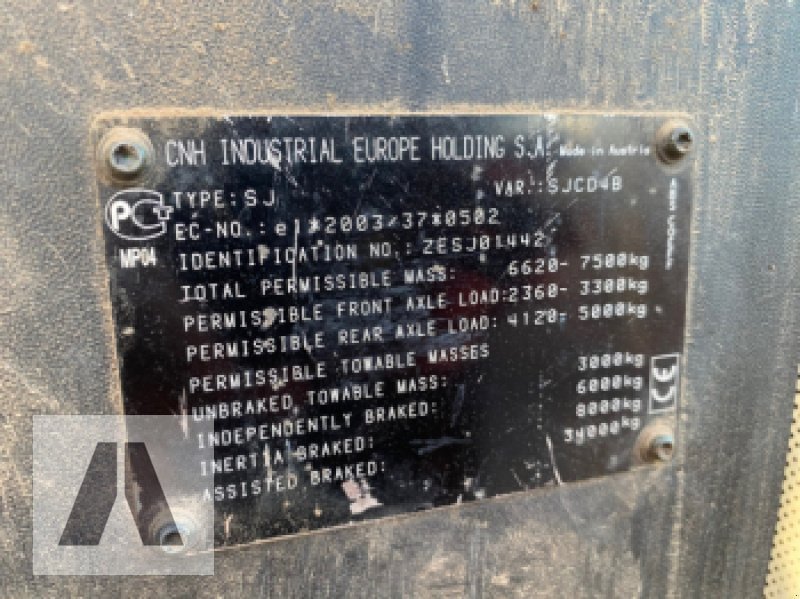 CNH INDUSTRIAL EUROPE HOLDING S.A. Made in Austria
TYPE: SJ VAR.: SJCD4B
EC-NO.: e1*2003/37*0502
MP04
IDENTIFICATION NO.: ZESJ01442
TOTAL PERMISSIBLE MASS: 6620- 7500kg
PERMISSIBLE FRONT AXLE LOAD: 2360- 3300kg
PERMISSIBLE REAR AXLE LOAD: 4120- 5000kg
PERMISSIBLE TOWABLE MASSES
UNBRAKED TOWABLE MASS: 3000kg
INDEPENDENTLY BRAKED: 6000kg
INERTIA BRAKED: 8000kg
ASSISTED BRAKED: 34000kg
CE